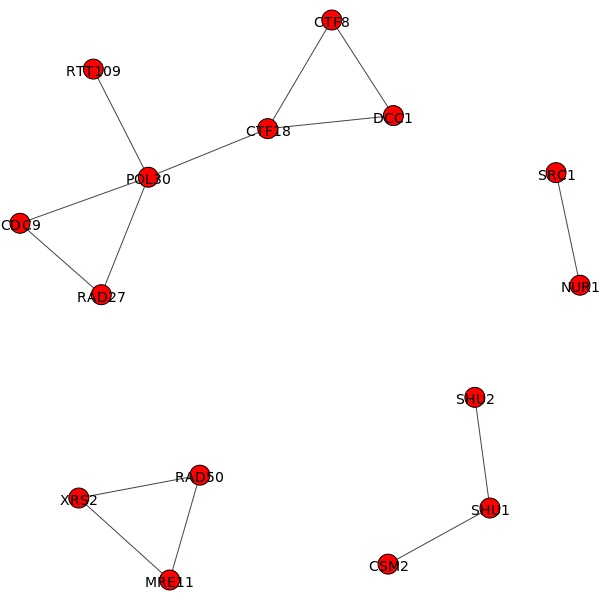 CTF8
RTT109
DCC1
CTF18
SRC1
POL30
CDC9
NUR1
RAD27
SHU2
RAD50
XRS2
SHU1
CSM2
MRE11